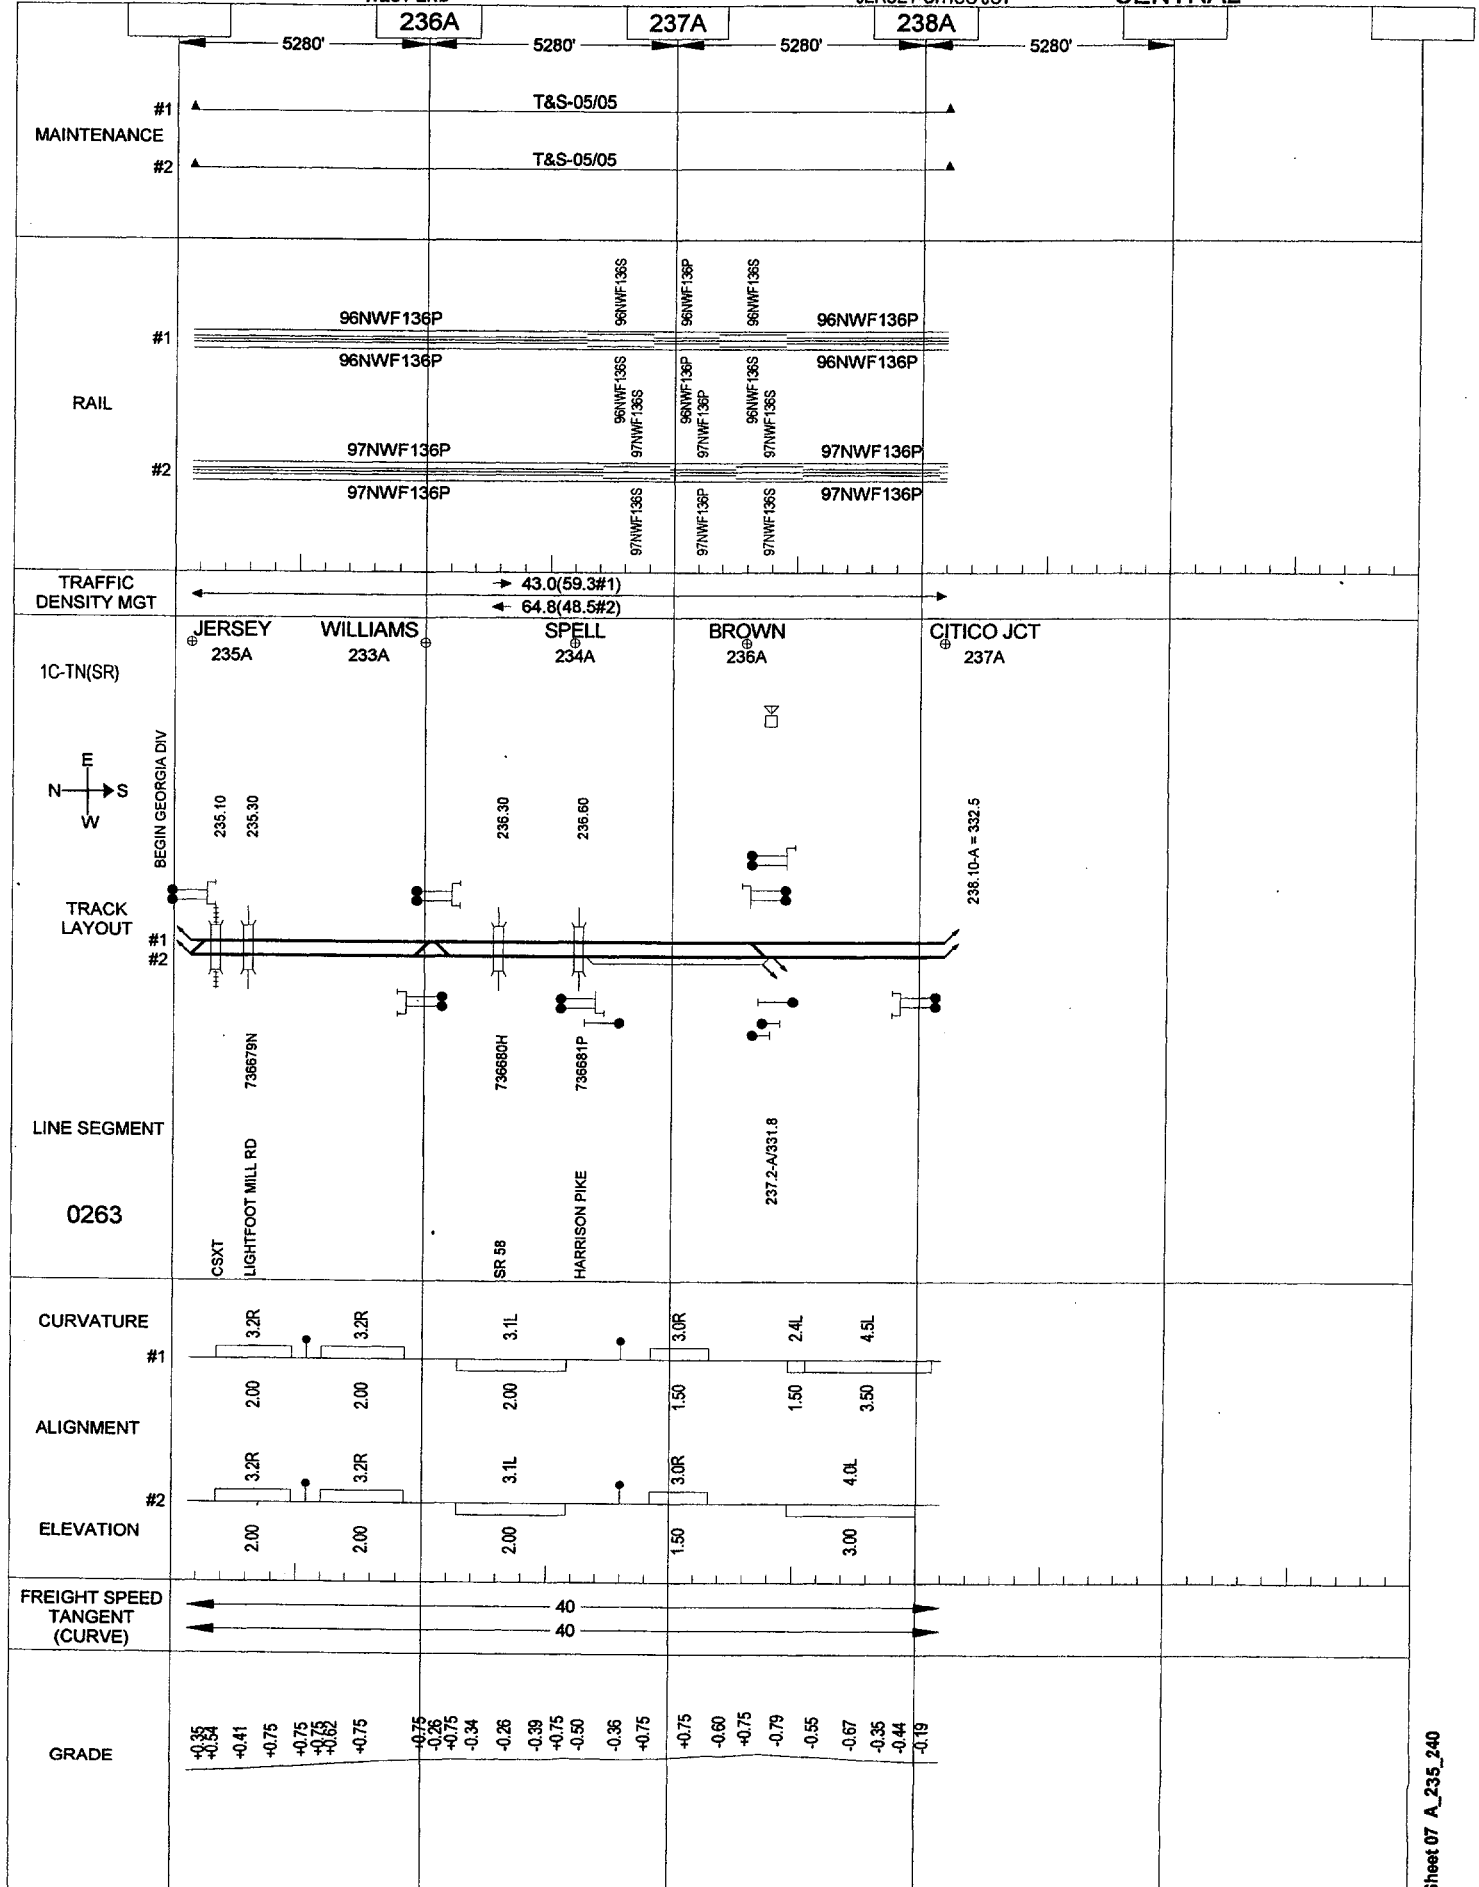 236A
237A
238A
5280'
5280'
5280'
5280'
#1
T&S-05/05
MAINTENANCE
#2
T&S-05/05
96NWF136S
96NWF136P
96NWF136S
96NWF136P
96NWF136P
#1
96NWF136P
96NWF136P
96NWF136S
96NWF136P
96NWF136S
RAIL
97NWF136S
97NWF136P
97NWF136S
97NWF136P
97NWF136P
#2
97NWF136P
97NWF136P
97NWF136S
97NWF136P
97NWF136S
TRAFFIC
DENSITY MGT
43.0(59.3#1)
64.8(48.5#2)
JERSEY
WILLIAMS
SPELL
BROWN
CITICO JCT
235A
233A
234A
236A
237A
1C-TN(SR)
BEGIN GEORGIA DIV
E
N
S
W
235.10
235.30
236.30
236.60
238.10-A = 332.5
TRACK
LAYOUT
#1
#2
736679N
736680H
736681P
LINE SEGMENT
237.2-A/331.8
0263
CSXT
LIGHTFOOT MILL RD
SR 58
HARRISON PIKE
CURVATURE
3.2R
3.2R
3.1L
3.0R
2.4L
4.5L
#1
2.00
2.00
2.00
1.50
1.50
3.50
ALIGNMENT
3.2R
3.2R
3.1L
3.0R
4.0L
#2
ELEVATION
2.00
2.00
2.00
1.50
3.00
FREIGHT SPEED
TANGENT
(CURVE)
40
40
GRADE
+0.35
+0.54
+0.41
+0.75
+0.75
+0.75
+0.62
+0.75
+0.75
-0.26
+0.75
-0.34
-0.26
-0.39
+0.75
-0.50
-0.36
+0.75
+0.75
-0.60
+0.75
-0.79
-0.55
-0.67
-0.35
-0.44
-0.19
Sheet 07 A_235_240